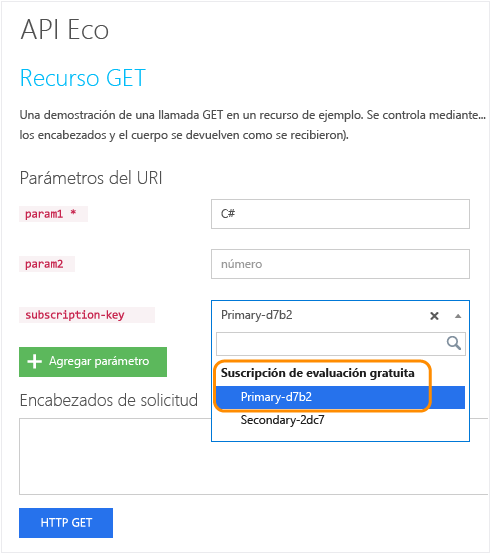 API Eco
Recurso GET
Una demostración de una llamada GET en un recurso de ejemplo. Se controla mediante...
los encabezados y el cuerpo se devuelven como se recibieron).
Parámetros del URI
param1 *
C#
param2
número
subscription-key
Primary-d7b2
Agregar parámetro
Suscripción de evaluación gratuita
Primary-d7b2
Encabezados de solicitud
Secondary-2dc7
HTTP GET